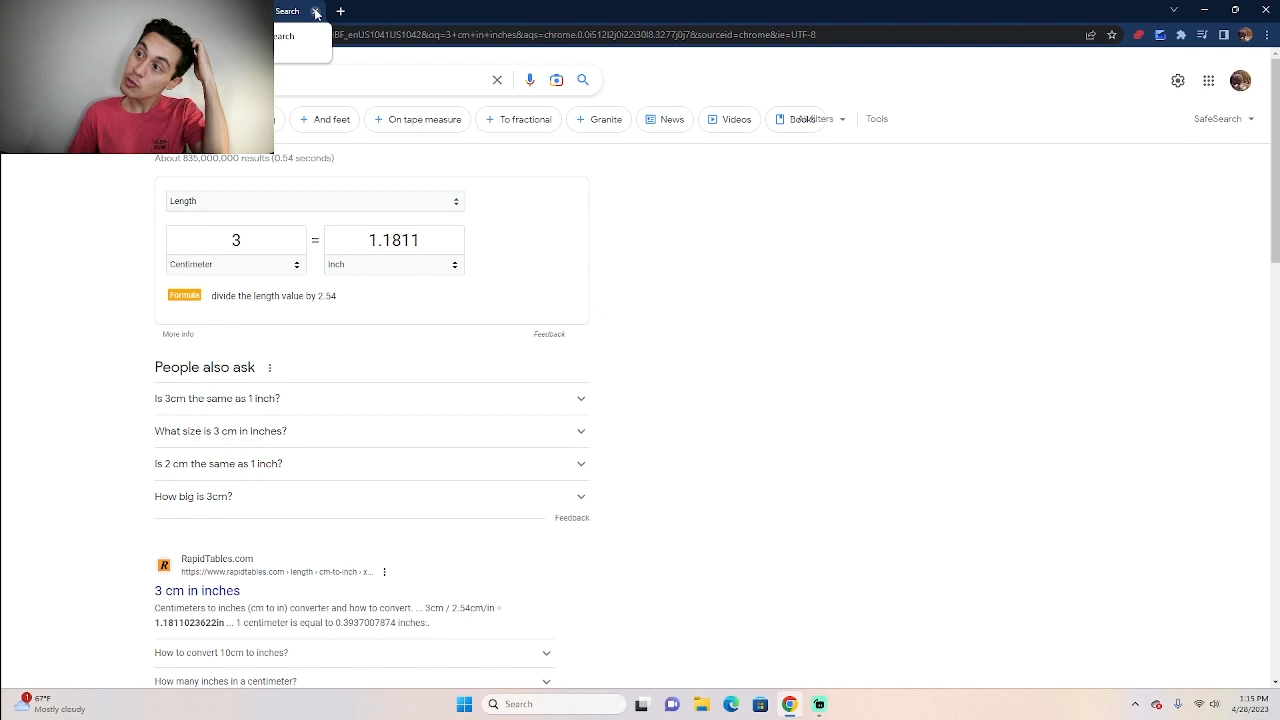 Search
earch
BF_enUS1041US1042&oq=3+cm+in+inches&aqs=chrome.0.0i512l2j0i22i30l8.3277j0j7&sourceid=chrome&ie=UTF-8
And feet
On tape measure
To fractional
Granite
News
Videos
Books
All filters
Tools
SafeSearch
About 835,000,000 results (0.54 seconds)
Length
3 = 1.1811
Centimeter Inch
Formula divide the length value by 2.54
More info Feedback
People also ask
Is 3cm the same as 1 inch?
What size is 3 cm in inches?
Is 2 cm the same as 1 inch?
How big is 3cm?
Feedback
R RapidTables.com
https://www.rapidtables.com › length › cm-to-inch › x...
3 cm in inches
Centimeters to inches (cm to in) converter and how to convert. ... 3cm / 2.54cm/in =
1.1811023622in ... 1 centimeter is equal to 0.3937007874 inches:.
How to convert 10cm to inches?
How many inches in a centimeter?
1 67°F
Mostly cloudy
Search
1:15 PM
4/28/2023